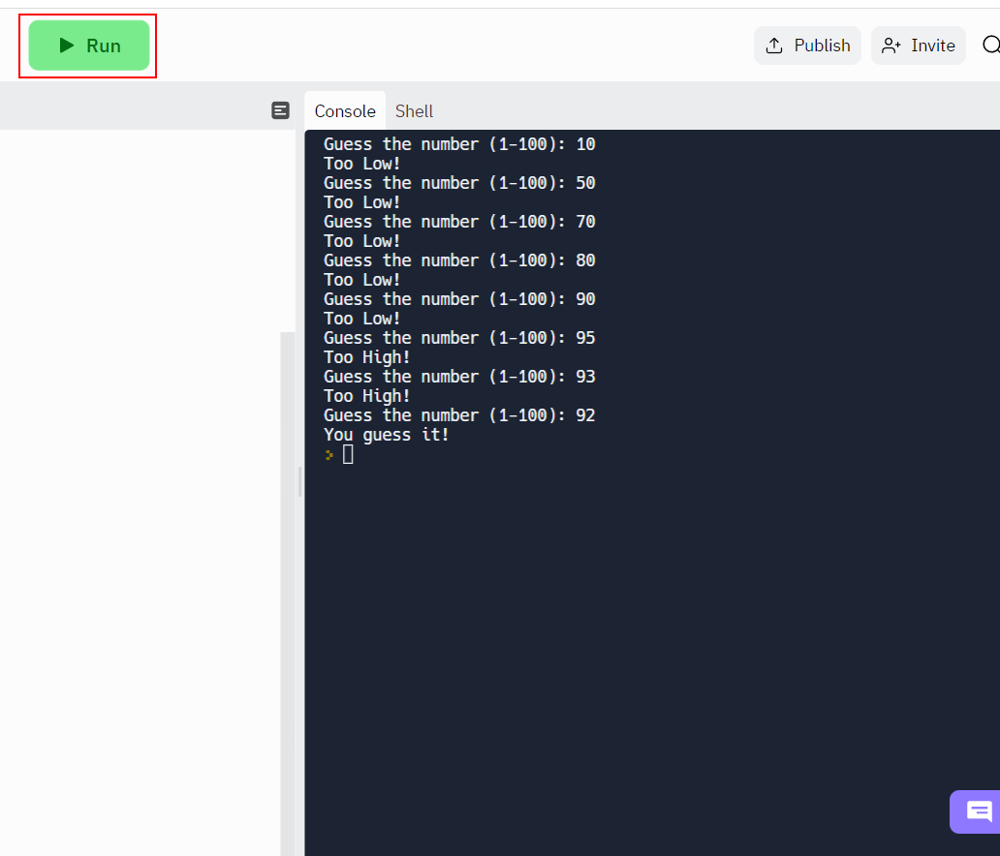 Run
Publish
Invite
Console
Shell
Guess the number (1-100): 10
Too Low!
Guess the number (1-100): 50
Too Low!
Guess the number (1-100): 70
Too Low!
Guess the number (1-100): 80
Too Low!
Guess the number (1-100): 90
Too Low!
Guess the number (1-100): 95
Too High!
Guess the number (1-100): 93
Too High!
Guess the number (1-100): 92
You guess it!